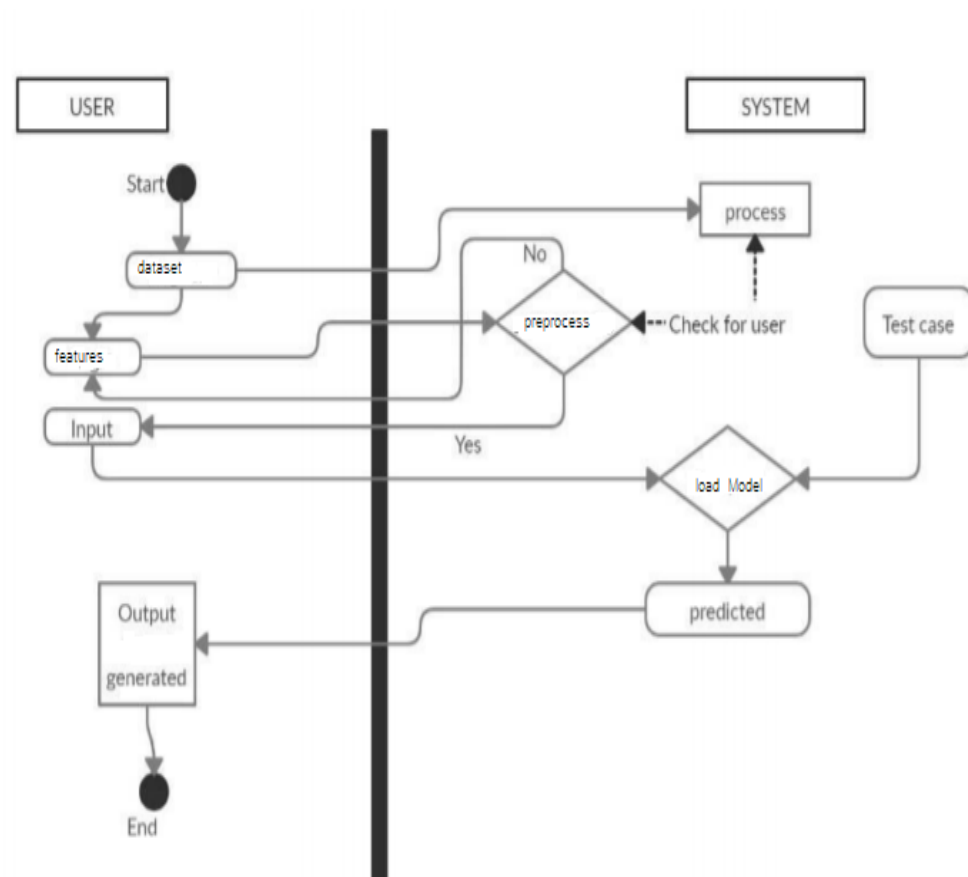 USER
SYSTEM
Start
process
dataset
No
preprocess
Check for user
Test case
features
Input
Yes
load Model
Output
generated
predicted
End